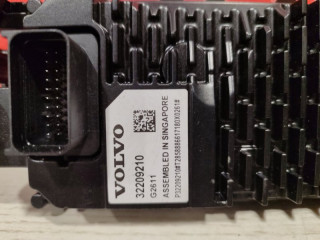 VOLVO
32209210
G2611
ASSEMBLED IN SINGAPORE